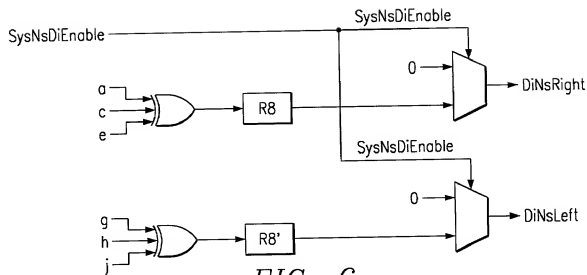 SysNsDiEnable
SysNsDiEnable
0
DiNsRight
a
c
e
R8
SysNsDiEnable
0
DiNsLeft
g
h
j
R8'
FIG. 6